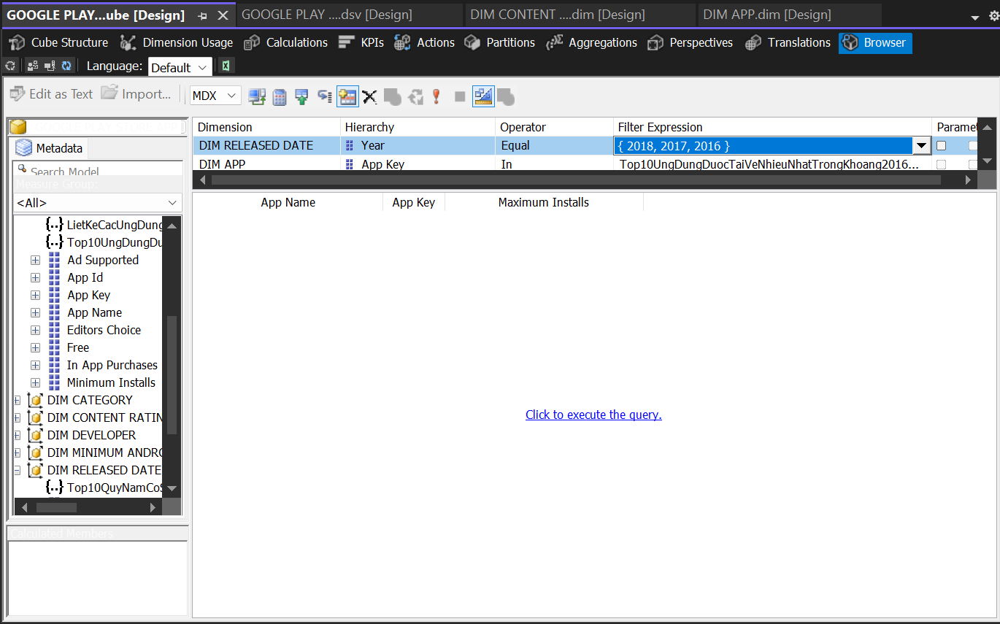 GOOGLE PLAY...ube [Design]
GOOGLE PLAY ....dsv [Design]
DIM CONTENT ....dim [Design]
DIM APP.dim [Design]
Cube Structure
Dimension Usage
Calculations
KPIs
Actions
Partitions
Aggregations
Perspectives
Translations
Browser
Language:
Default
Edit as Text
Import...
MDX
GOOGLE PLAY STORE APP
Metadata
Search Model
Measure Group:
<All>
{..} LietKeCacUngDung
{..} Top10UngDungDu
Ad Supported
App Id
App Key
App Name
Editors Choice
Free
In App Purchases
Minimum Installs
DIM CATEGORY
DIM CONTENT RATIN
DIM DEVELOPER
DIM MINIMUM ANDRO
DIM RELEASED DATE
{..} Top10QuyNamCoS
Calculated Members
Dimension Hierarchy Operator Filter Expression Paramet
DIM RELEASED DATE Year Equal { 2018, 2017, 2016 }
DIM APP App Key In Top10UngDungDuocTaiVeNhieuNhatTrongKhoang2016...
App Name App Key Maximum Installs
Click to execute the query.